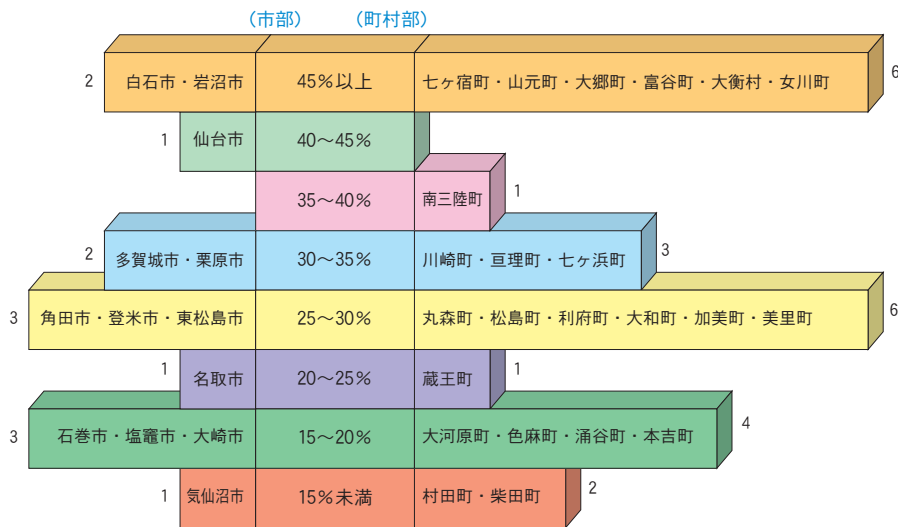 （市部） （町村部）
2 白石市・岩沼市 45％以上 七ヶ宿町・山元町・大郷町・富谷町・大衡村・女川町 6
1 仙台市 40〜45％
35〜40％ 南三陸町 1
2 多賀城市・栗原市 30〜35％ 川崎町・亘理町・七ヶ浜町 3
3 角田市・登米市・東松島市 25〜30％ 丸森町・松島町・利府町・大和町・加美町・美里町 6
1 名取市 20〜25％ 蔵王町 1
3 石巻市・塩竈市・大崎市 15〜20％ 大河原町・色麻町・涌谷町・本吉町 4
1 気仙沼市 15％未満 村田町・柴田町 2